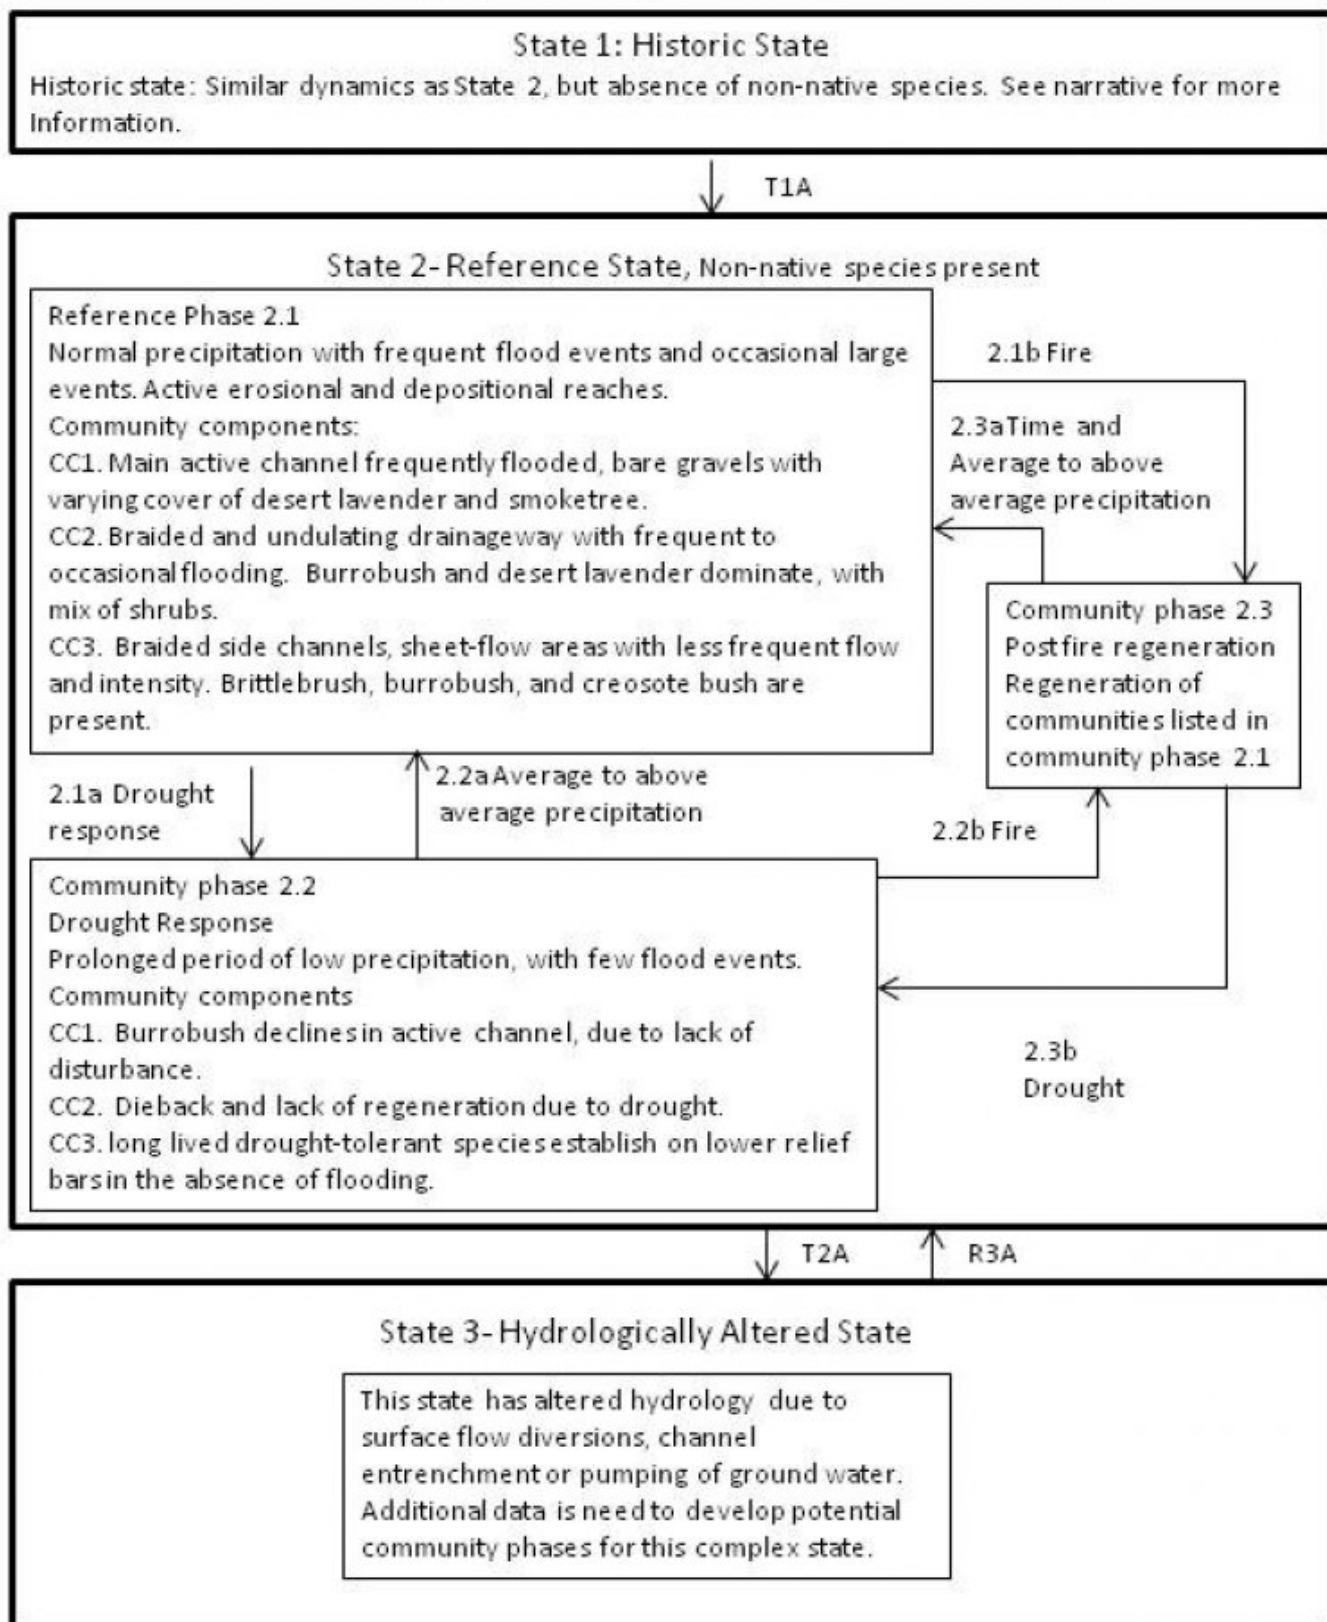 State 1: Historic State
Historic state: Similar dynamics as State 2, but absence of non-native species. See narrative for more
Information.
T1A
State 2- Reference State, Non-native species present
Reference Phase 2.1
Normal precipitation with frequent flood events and occasional large
events. Active erosional and depositional reaches.
Community components:
CC1. Main active channel frequently flooded, bare gravels with
varying cover of desert lavender and smoketree.
CC2. Braided and undulating drainageway with frequent to
occasional flooding. Burrobush and desert lavender dominate, with
mix of shrubs.
CC3. Braided side channels, sheet-flow areas with less frequent flow
and intensity. Brittlebrush, burrobush, and creosote bush are
present.
2.1b Fire
2.3a Time and
Average to above
average precipitation
Community phase 2.3
Postfire regeneration
Regeneration of
communities listed in
community phase 2.1
2.1a Drought
response
2.2a Average to above
average precipitation
2.2b Fire
Community phase 2.2
Drought Response
Prolonged period of low precipitation, with few flood events.
Community components
CC1. Burrobush declines in active channel, due to lack of
disturbance.
CC2. Dieback and lack of regeneration due to drought.
CC3. long lived drought-tolerant species establish on lower relief
bars in the absence of flooding.
2.3b
Drought
T2A
R3A
State 3- Hydrologically Altered State
This state has altered hydrology due to
surface flow diversions, channel
entrenchment or pumping of ground water.
Additional data is need to develop potential
community phases for this complex state.